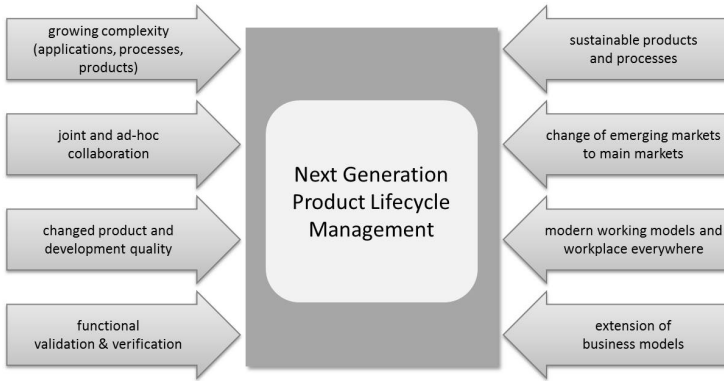 growing complexity
(applications, processes,
products)
joint and ad-hoc
collaboration
changed product and
development quality
functional
validation & verification
Next Generation
Product Lifecycle
Management
sustainable products
and processes
change of emerging markets
to main markets
modern working models and
workplace everywhere
extension of
business models